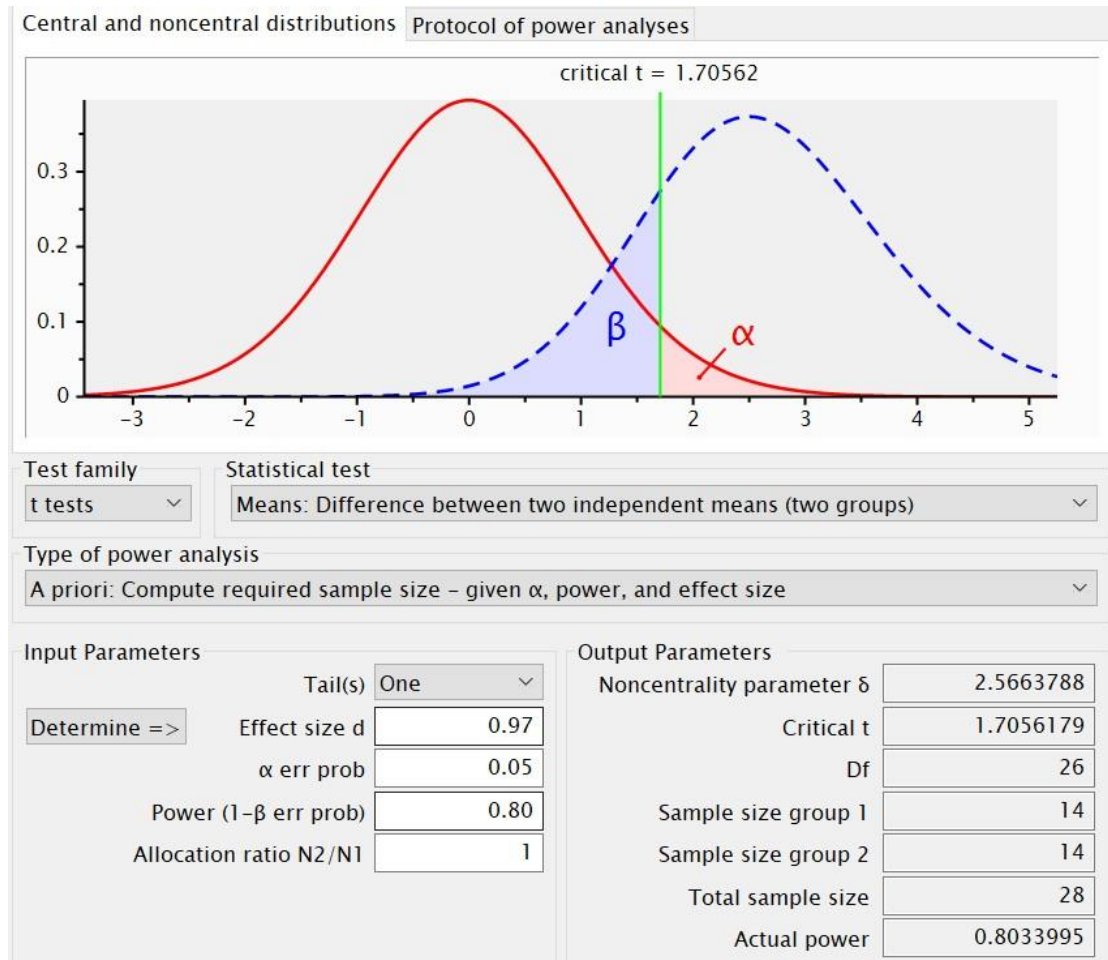 Central and noncentral distributions Protocol of power analyses
critical t = 1.70562
0.3
0.2
0.1
0
β
α
-3 -2 -1 0 1 2 3 4 5
Test family Statistical test
t tests Means: Difference between two independent means (two groups)
Type of power analysis
A priori: Compute required sample size – given α, power, and effect size
Input Parameters
Tail(s) One
Determine => Effect size d 0.97
α err prob 0.05
Power (1-β err prob) 0.80
Allocation ratio N2/N1 1
Output Parameters
Noncentrality parameter δ 2.5663788
Critical t 1.7056179
Df 26
Sample size group 1 14
Sample size group 2 14
Total sample size 28
Actual power 0.8033995